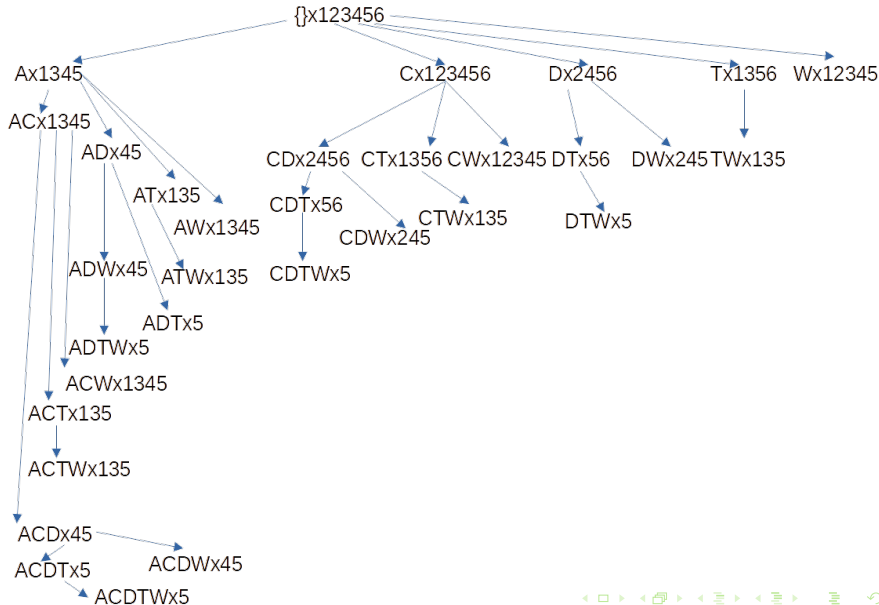 {}x123456
Ax1345 Cx123456 Dx2456 Tx1356 Wx12345
ACx1345
ADx45 CDx2456 CTx1356 CWx12345 DTx56 DWx245 TWx135
ATx135 CDTx56
AWx1345 CDWx245 CTWx135 DTWx5
ADWx45 ATWx135 CDTWx5
ADTx5
ADTWx5
ACWx1345
ACTx135
ACTWx135
ACDx45
ACDTx5 ACDWx45
ACDTWx5